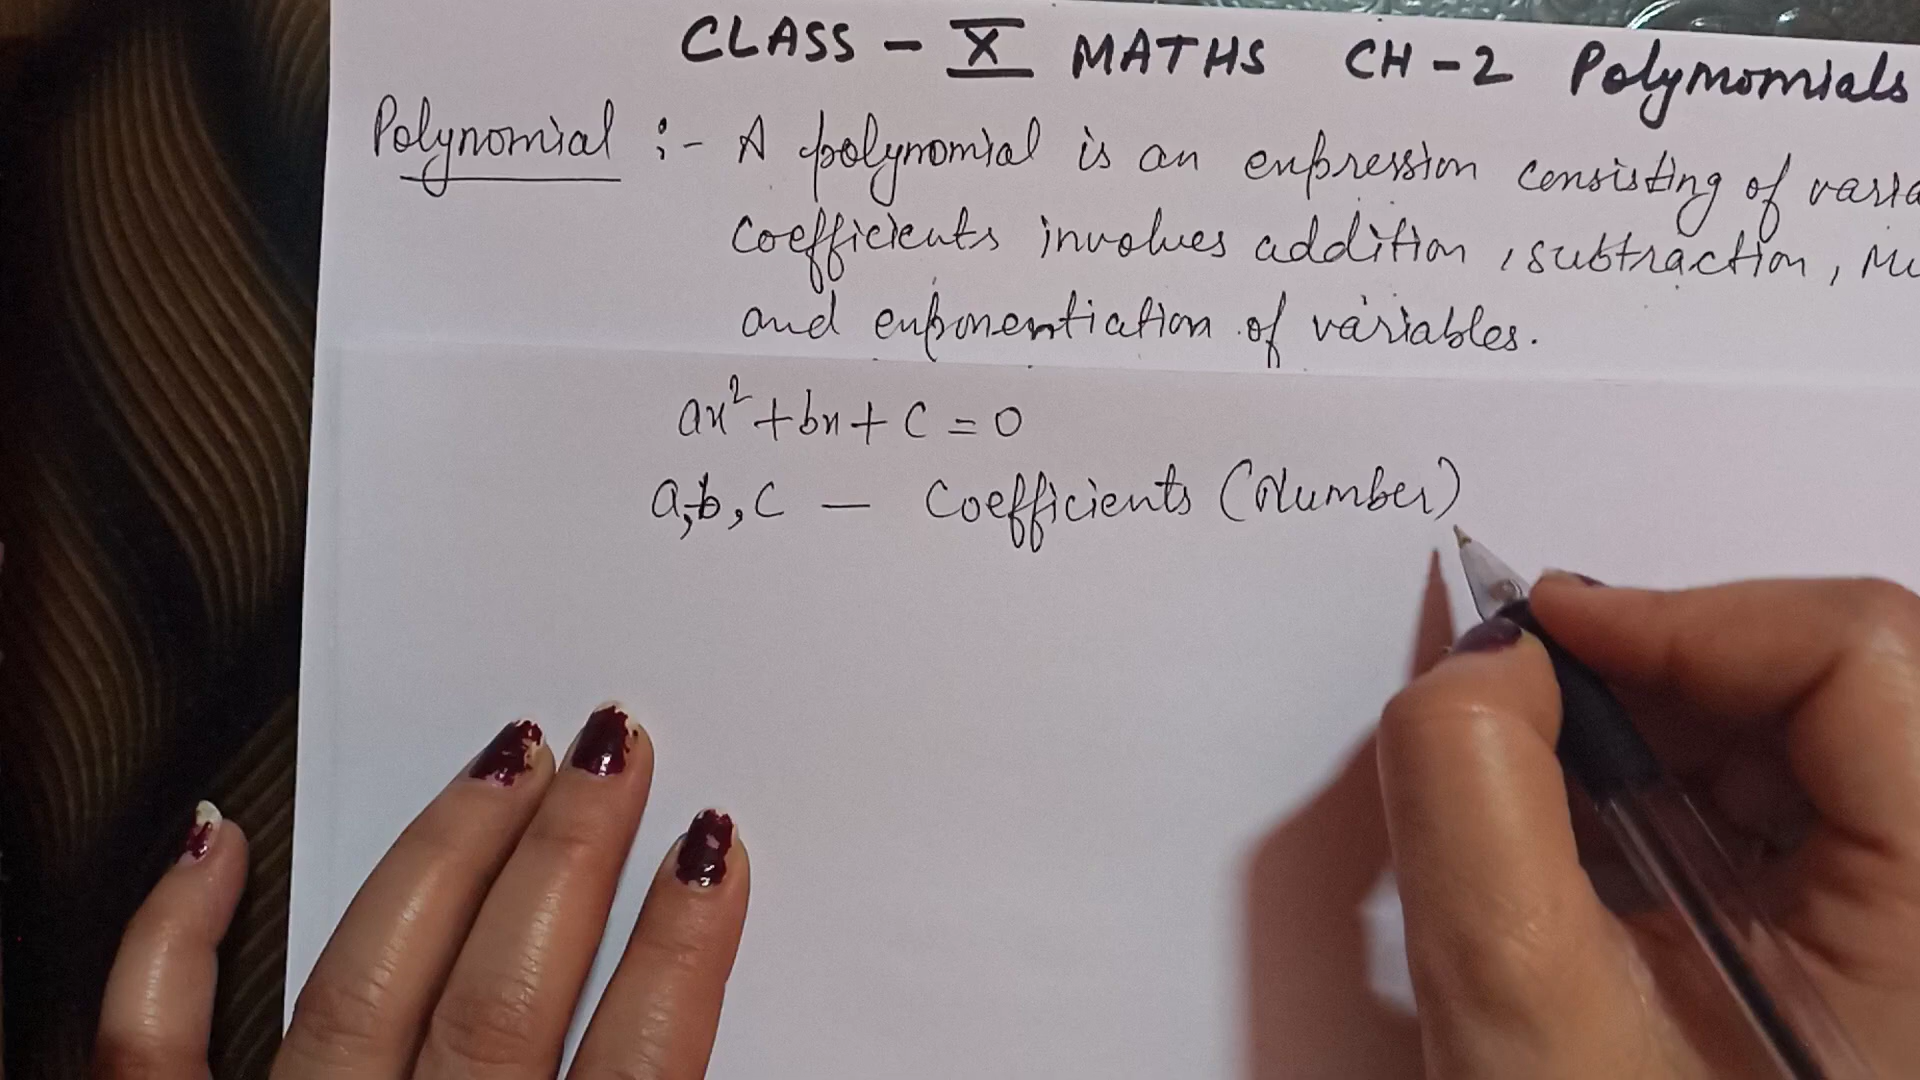 CLASS - X MATHS CH-2 Polynomials
Polynomial :- A polynomial is an expression consisting of
coefficients involves addition, subtraction,
and exponentiation of variables.
ax²+bx+c=0
a,b,c — Coefficients (Number)